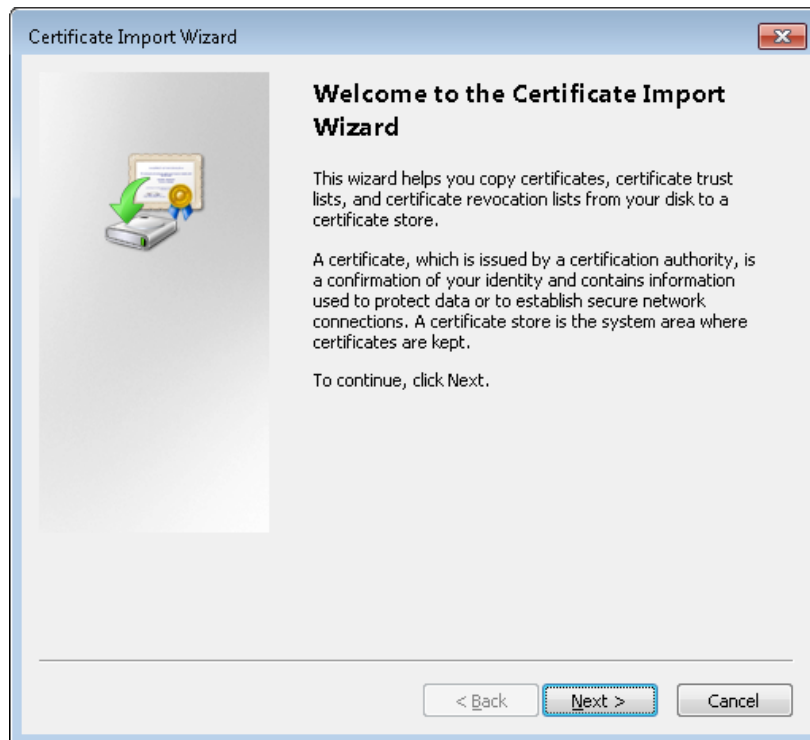 Certificate Import Wizard
Welcome to the Certificate Import
Wizard
This wizard helps you copy certificates, certificate trust
lists, and certificate revocation lists from your disk to a
certificate store.
A certificate, which is issued by a certification authority, is
a confirmation of your identity and contains information
used to protect data or to establish secure network
connections. A certificate store is the system area where
certificates are kept.
To continue, click Next.
< Back
Next >
Cancel